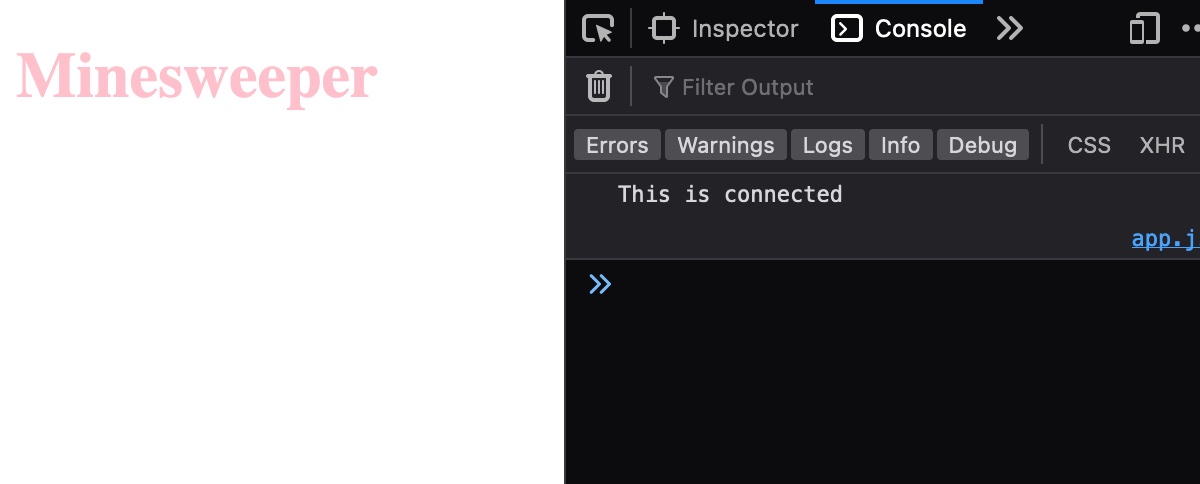 Minesweeper
Inspector Console
Filter Output
Errors Warnings Logs Info Debug CSS XHR
This is connected
app.j